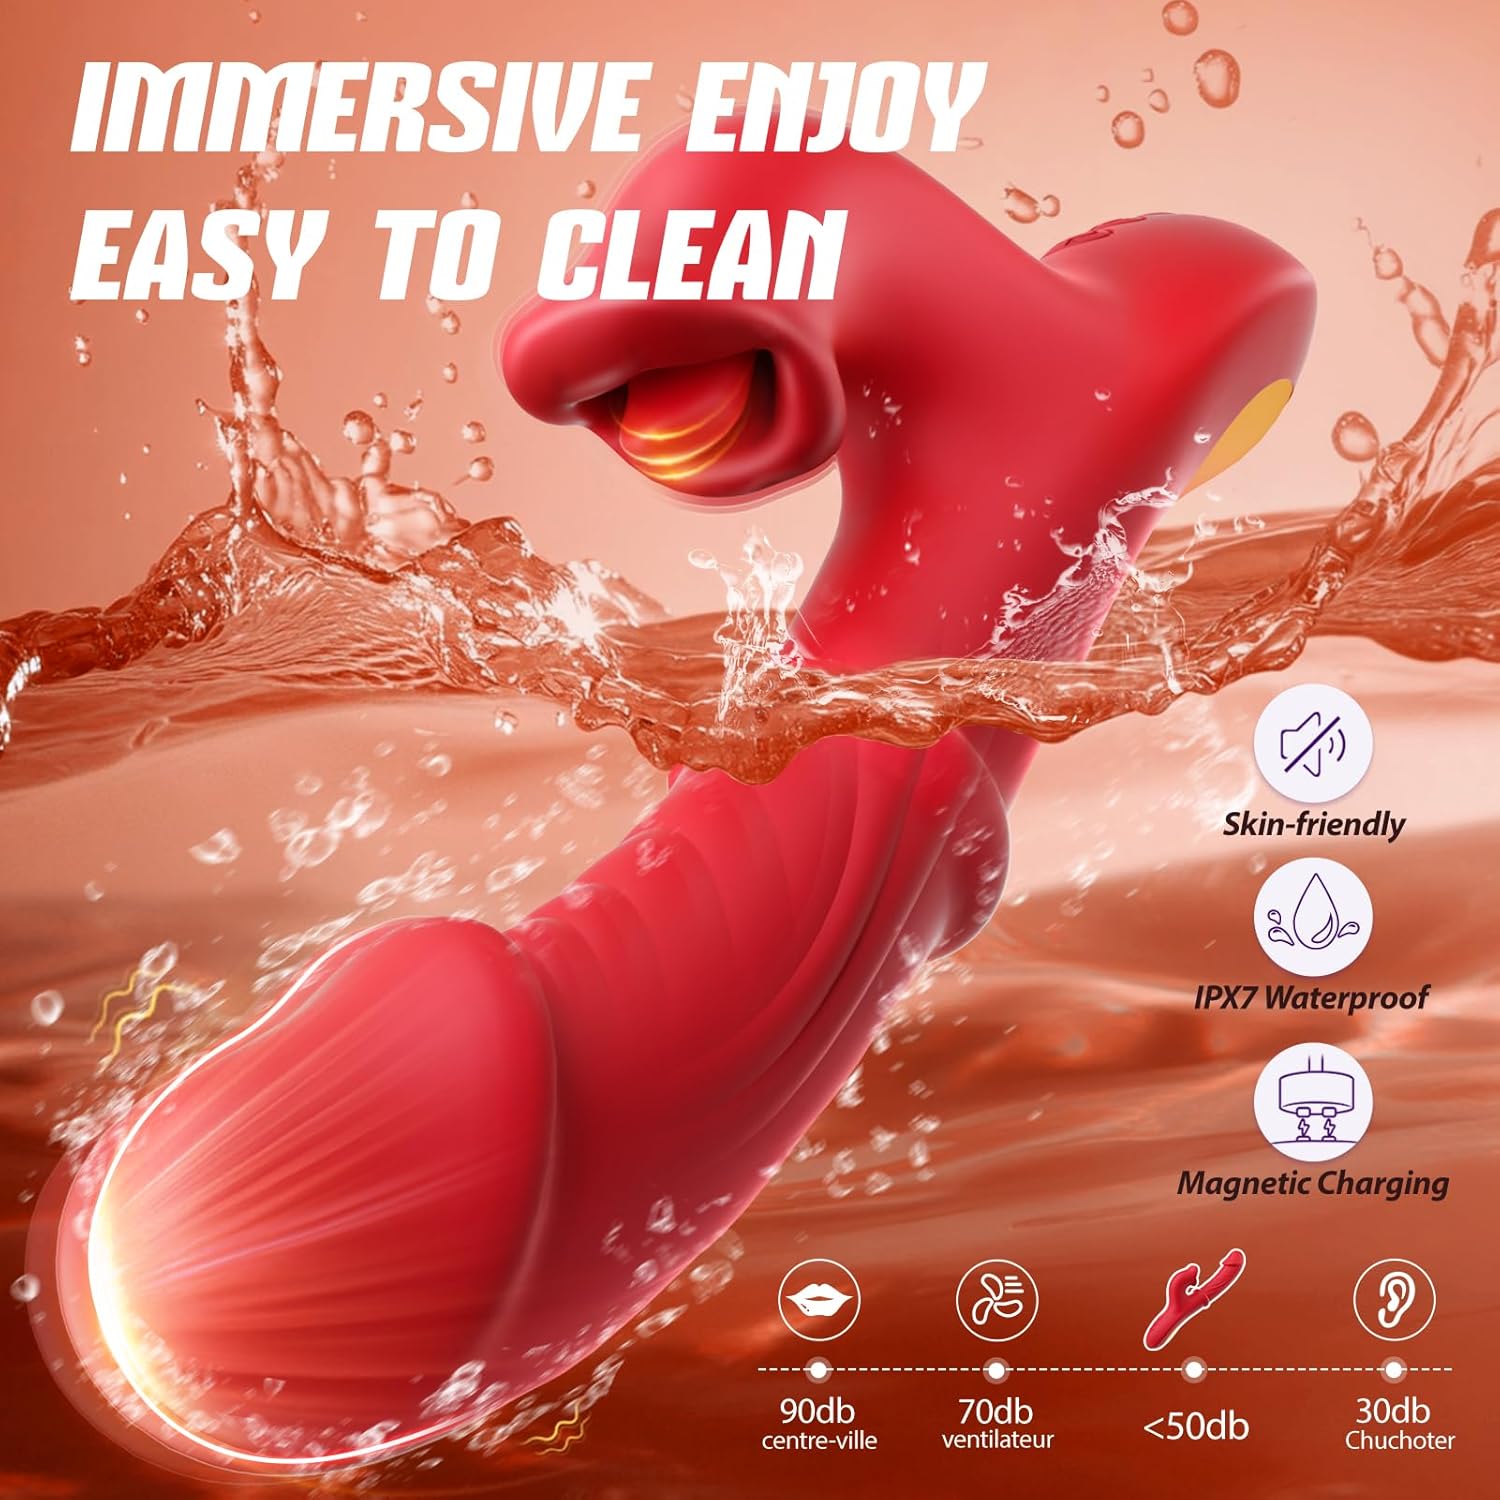 IMMERSIVE ENJOY
EASY TO CLEAN
Skin-friendly
IPX7 Waterproof
Magnetic Charging
90db
centre-ville
70db
ventilateur
<50db
30db
Chuchoter